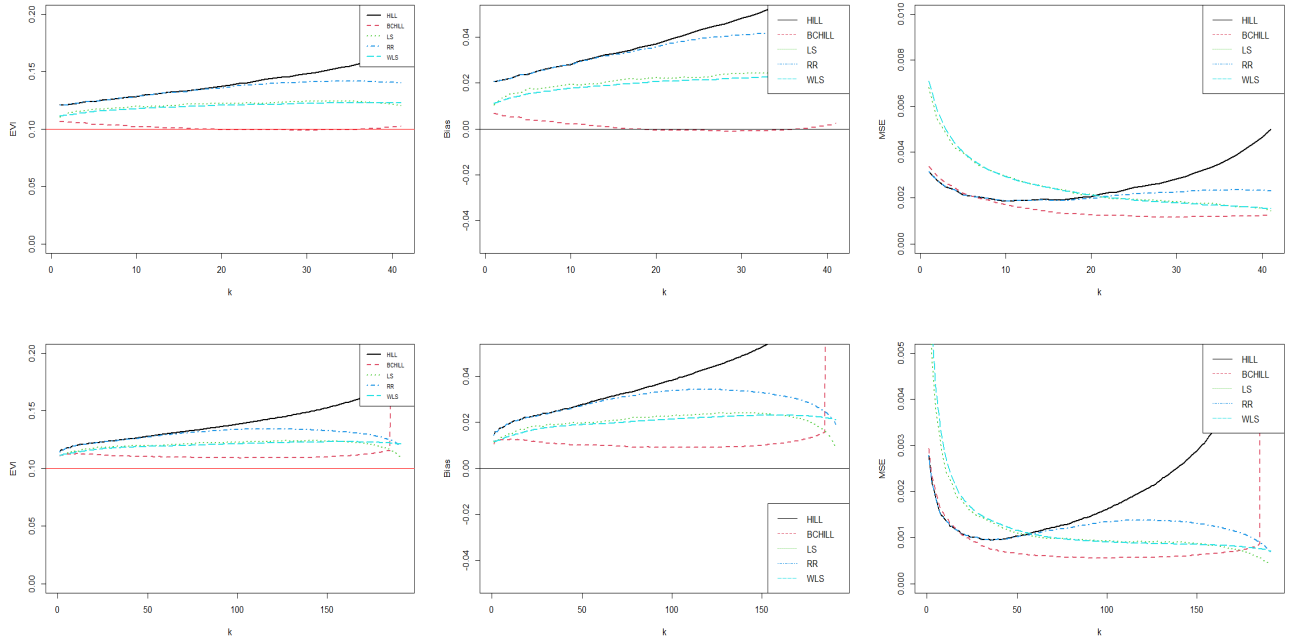 EVI
0.00
0.05
0.10
0.15
0.20
0
10
20
30
40
k
HILL
BCHILL
LS
RR
WLS
Bias
-0.04
-0.02
0.00
0.02
0.04
0
10
20
30
40
k
HILL
BCHILL
LS
RR
WLS
MSE
0.000
0.002
0.004
0.006
0.008
0.010
0
10
20
30
40
k
HILL
BCHILL
LS
RR
WLS
EVI
0.00
0.05
0.10
0.15
0.20
0
50
100
150
k
HILL
BCHILL
LS
RR
WLS
Bias
-0.04
-0.02
0.00
0.02
0.04
0
50
100
150
k
HILL
BCHILL
LS
RR
WLS
MSE
0.000
0.001
0.002
0.003
0.004
0.005
0
50
100
150
k
HILL
BCHILL
LS
RR
WLS